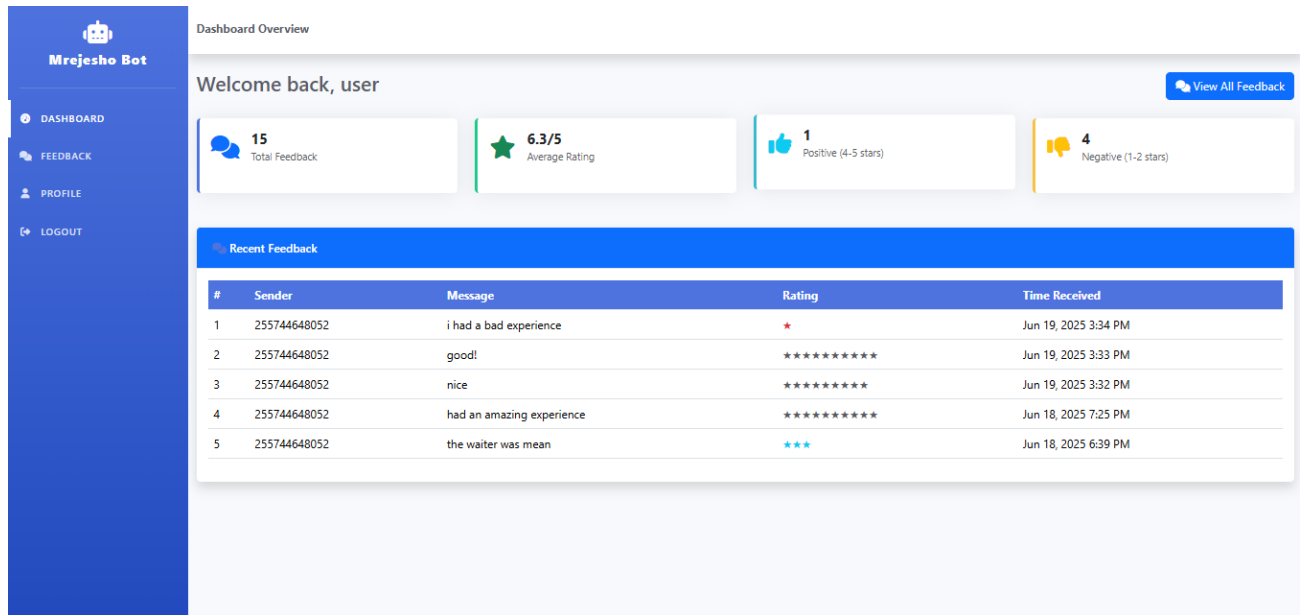 Mrejesho Bot
DASHBOARD
FEEDBACK
PROFILE
LOGOUT
Dashboard Overview
Welcome back, user
View All Feedback
15
Total Feedback
6.3/5
Average Rating
1
Positive (4-5 stars)
4
Negative (1-2 stars)
Recent Feedback
# Sender Message Rating Time Received
1 255744648052 i had a bad experience ★ Jun 19, 2025 3:34 PM
2 255744648052 good! ★★★★★★★★★★ Jun 19, 2025 3:33 PM
3 255744648052 nice ★★★★★★★★★ Jun 19, 2025 3:32 PM
4 255744648052 had an amazing experience ★★★★★★★★★★ Jun 18, 2025 7:25 PM
5 255744648052 the waiter was mean ★★★ Jun 18, 2025 6:39 PM